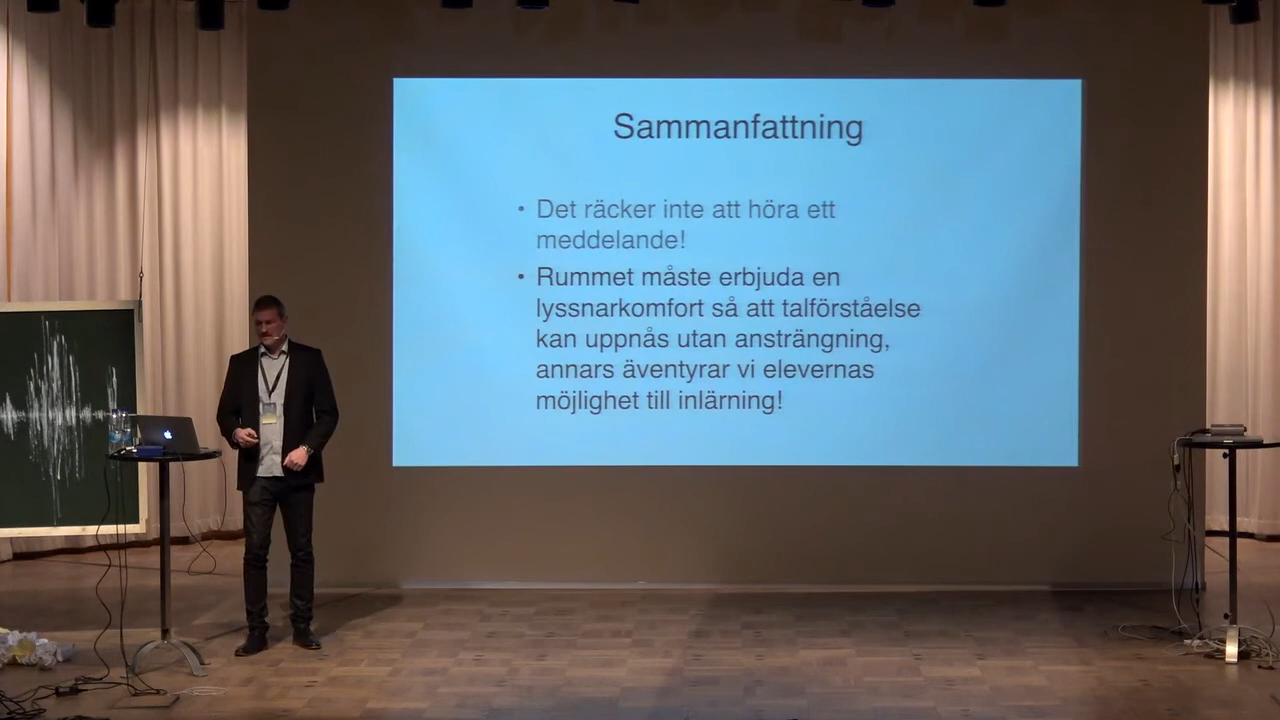 Sammanfattning
• Det räcker inte att höra ett
meddelande!
• Rummet måste erbjuda en
lyssnarkomfort så att talförståelse
kan uppnås utan ansträngning,
annars äventyrar vi elevernas
möjlighet till inlärning!